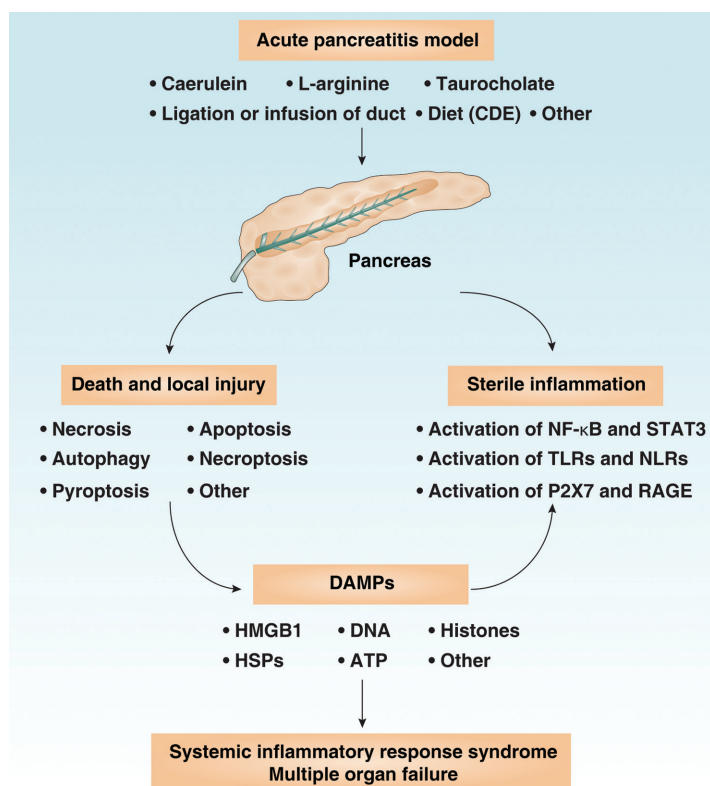 Acute pancreatitis model
• Caerulein • L-arginine • Taurocholate
• Ligation or infusion of duct • Diet (CDE) • Other
Pancreas
Death and local injury
• Necrosis • Apoptosis
• Autophagy • Necroptosis
• Pyroptosis • Other
Sterile inflammation
• Activation of NF-κB and STAT3
• Activation of TLRs and NLRs
• Activation of P2X7 and RAGE
DAMPs
• HMGB1 • DNA • Histones
• HSPs • ATP • Other
Systemic inflammatory response syndrome
Multiple organ failure